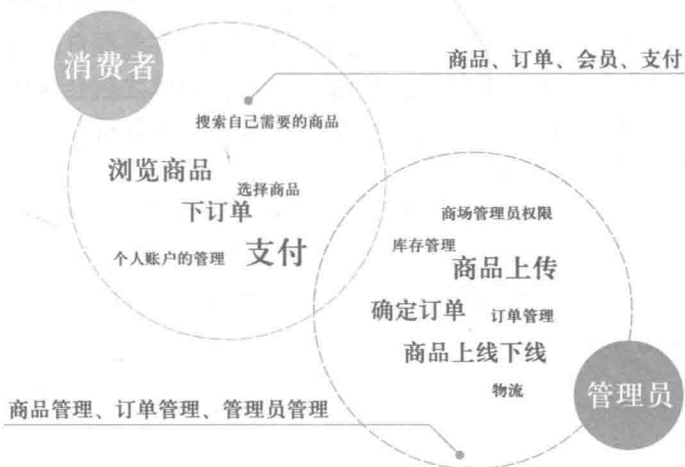 消费者
商品、订单、会员、支付
搜索自己需要的商品
浏览商品
选择商品
下订单
个人账户的管理
支付
商场管理员权限
库存管理
商品上传
确定订单
订单管理
商品上线下线
物流
管理员
商品管理、订单管理、管理员管理